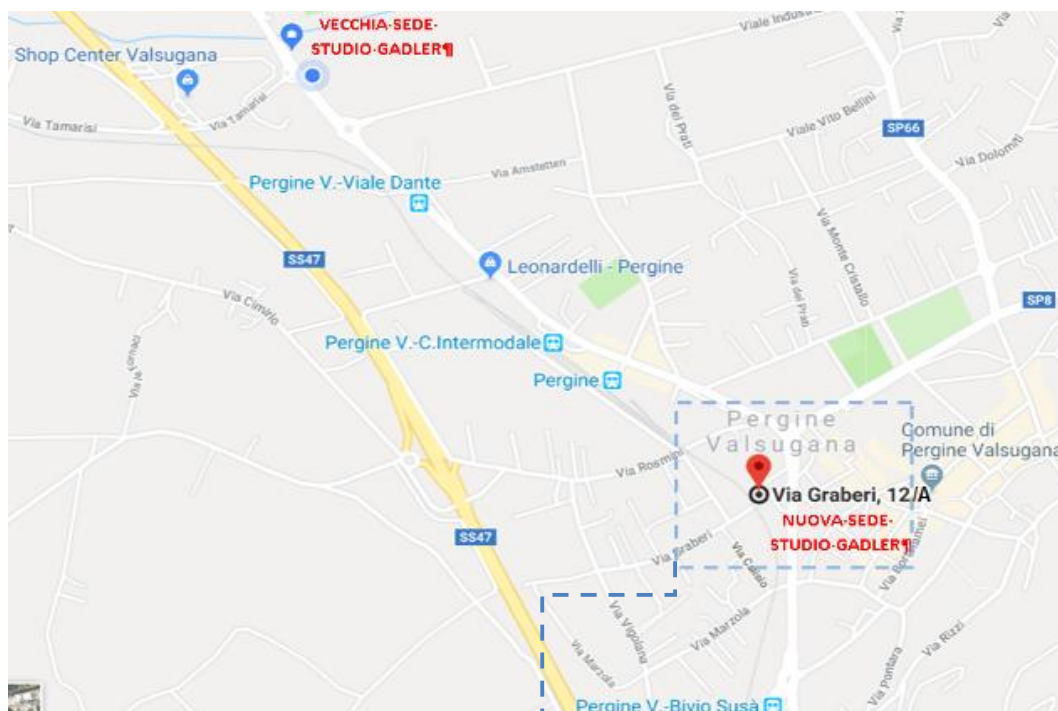 VECCHIA·SEDE·
STUDIO·GADLER¶
Viale Industria
Shop Center Valsugana
Via dei Prati
Viale Vito Bellini
SP66
Via Tamarisi
Via Tamarisi
Via Dolomiti
Via Amstetten
Pergine V.-Viale Dante
Via Monte Cristallo
SS47
Leonardelli - Pergine
Via dei Prati
Via Cimirlo
SP8
Pergine V.-C.Intermodale
Via le Fornaci
Pergine
Pergine
Valsugana
Comune di
Pergine Valsugana
Via Rosmini
Via Graberi, 12/A
NUOVA·SEDE·
STUDIO·GADLER¶
SS47
Via Graberi
Via Marzola
Via Vigolana
Via Rizzi
Via Marzola
Via Pontara
Pergine V.-Bivio Susà